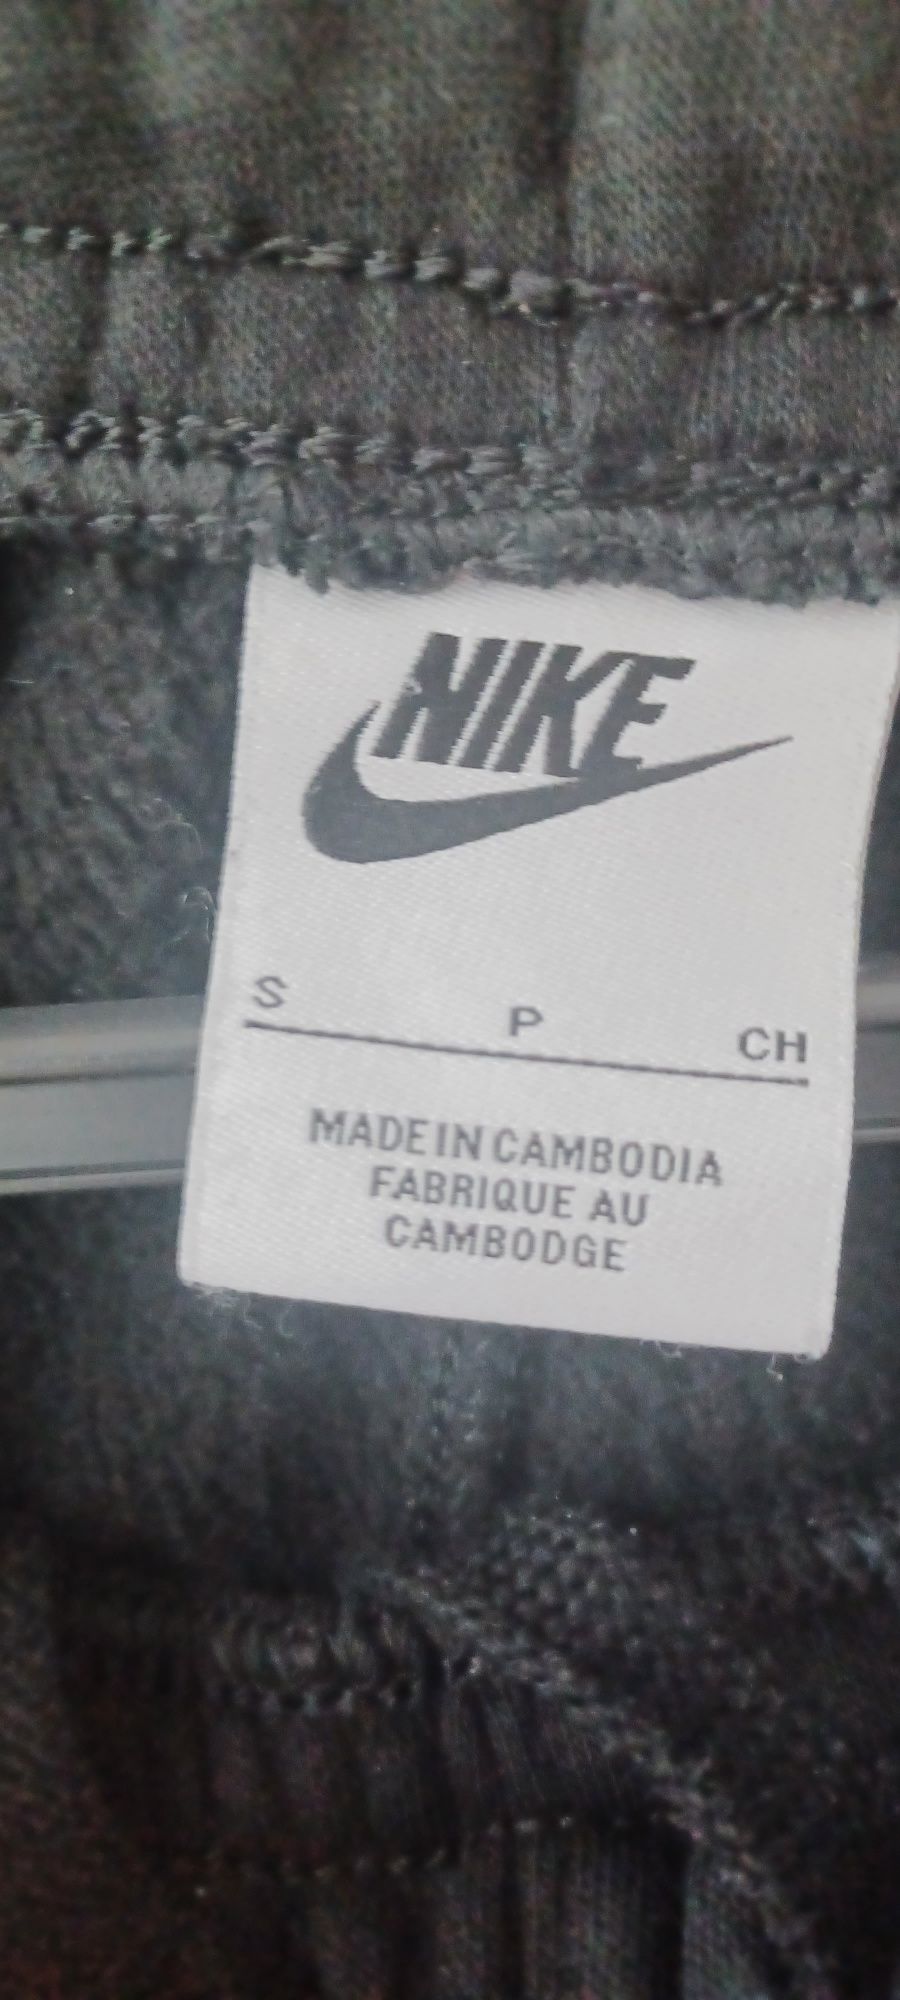 NIKE
S P CH
MADE IN CAMBODIA
FABRIQUE AU
CAMBODGE